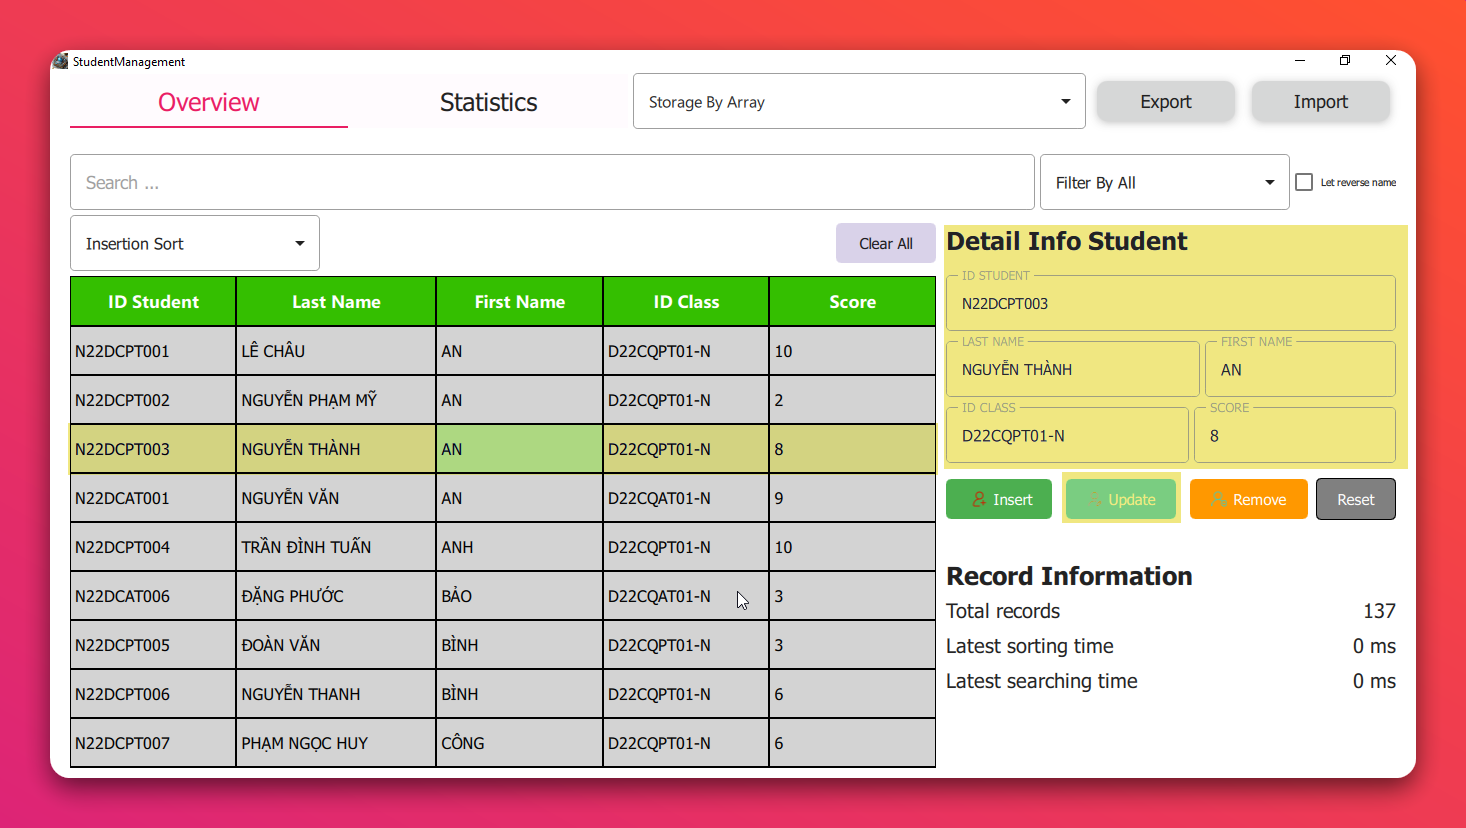 StudentManagement
Overview
Statistics
Storage By Array
Export
Import
Search ...
Filter By All
Let reverse name
Insertion Sort
Clear All
ID Student Last Name First Name ID Class Score
N22DCPT001 LÊ CHÂU AN D22CQPT01-N 10
N22DCPT002 NGUYỄN PHẠM MỸ AN D22CQPT01-N 2
N22DCPT003 NGUYỄN THÀNH AN D22CQPT01-N 8
N22DCAT001 NGUYỄN VĂN AN D22CQAT01-N 9
N22DCPT004 TRẦN ĐÌNH TUẤN ANH D22CQPT01-N 10
N22DCAT006 ĐẶNG PHƯỚC BẢO D22CQAT01-N 3
N22DCPT005 ĐOÀN VĂN BÌNH D22CQPT01-N 3
N22DCPT006 NGUYỄN THANH BÌNH D22CQPT01-N 6
N22DCPT007 PHẠM NGỌC HUY CÔNG D22CQPT01-N 6
Detail Info Student
ID STUDENT
N22DCPT003
LAST NAME FIRST NAME
NGUYỄN THÀNH AN
ID CLASS SCORE
D22CQPT01-N 8
Insert Update Remove Reset
Record Information
Total records 137
Latest sorting time 0 ms
Latest searching time 0 ms